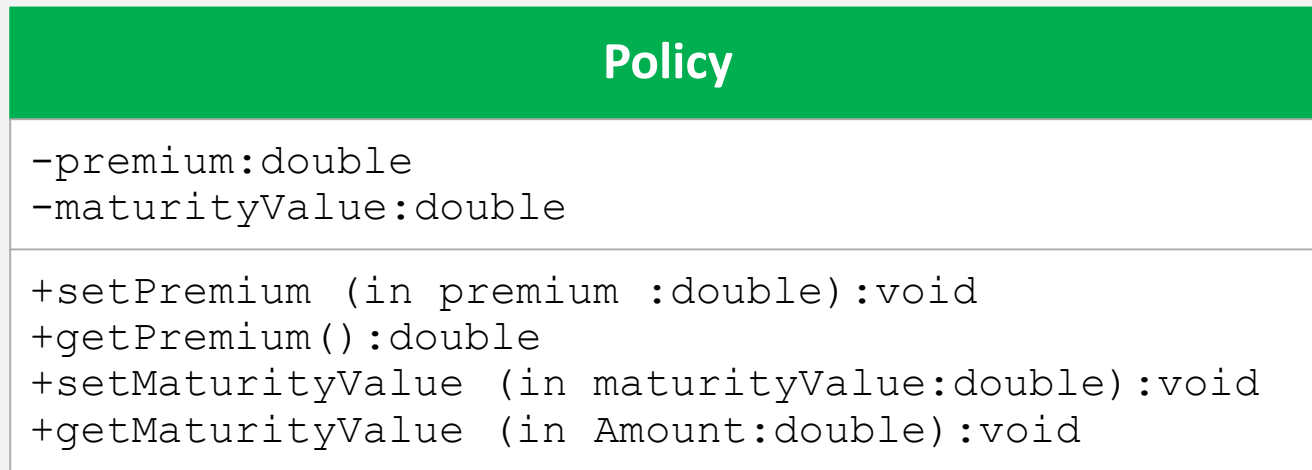 Policy
-premium:double
-maturityValue:double
+setPremium (in premium :double):void
+getPremium():double
+setMaturityValue (in maturityValue:double):void
+getMaturityValue (in Amount:double):void